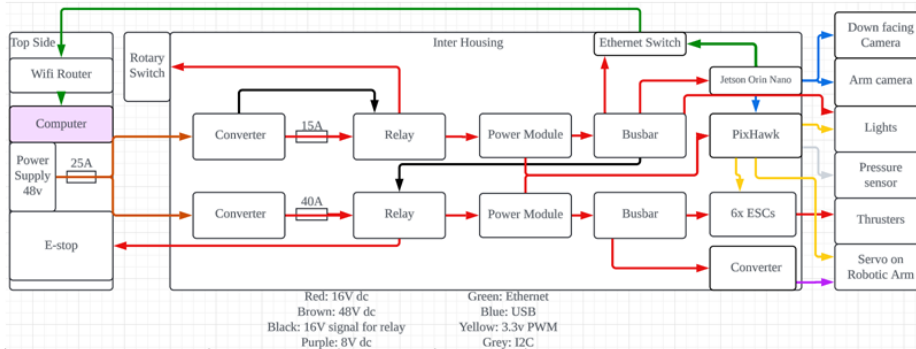 Top Side
Wifi Router
Computer
Power
Supply
48v
25A
E-stop
Rotary
Switch
Inter Housing
Converter
15A
Relay
Power Module
Busbar
Ethernet Switch
Jetson Orin Nano
PixHawk
Converter
40A
Relay
Power Module
Busbar
6x ESCs
Converter
Down facing
Camera
Arm camera
Lights
Pressure
sensor
Thrusters
Servo on
Robotic Arm
Red: 16V dc
Brown: 48V dc
Black: 16V signal for relay
Purple: 8V dc
Green: Ethernet
Blue: USB
Yellow: 3.3v PWM
Grey: I2C